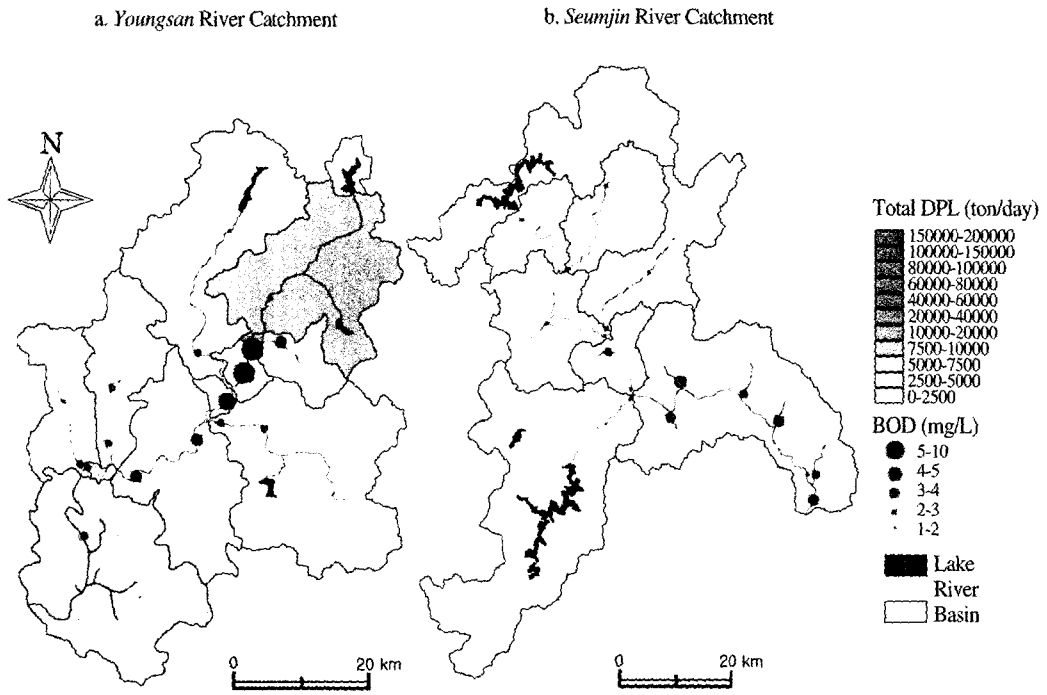 a. Youngsan River Catchment
b. Seumjin River Catchment
N
Total DPL (ton/day)
150000-200000
100000-150000
80000-100000
60000-80000
40000-60000
20000-40000
10000-20000
7500-10000
5000-7500
2500-5000
0-2500
BOD (mg/L)
5-10
4-5
3-4
2-3
1-2
Lake
River
Basin
0 20 km
0 20 km